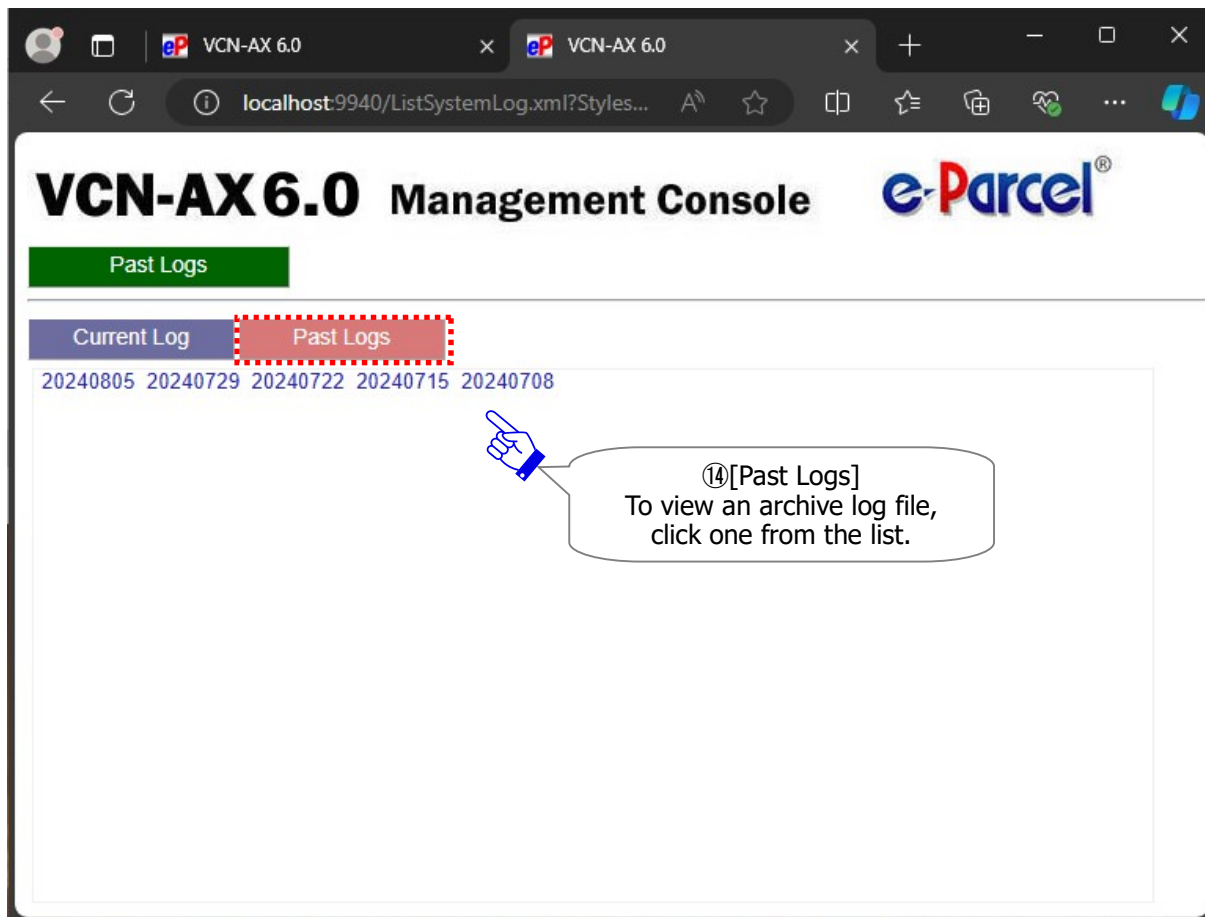 VCN-AX 6.0
VCN-AX 6.0
localhost:9940/ListSystemLog.xml?Styles...
VCN-AX 6.0 Management Console
e-Parcel®
Past Logs
Current Log Past Logs
20240805 20240729 20240722 20240715 20240708
⑭[Past Logs]
To view an archive log file,
click one from the list.